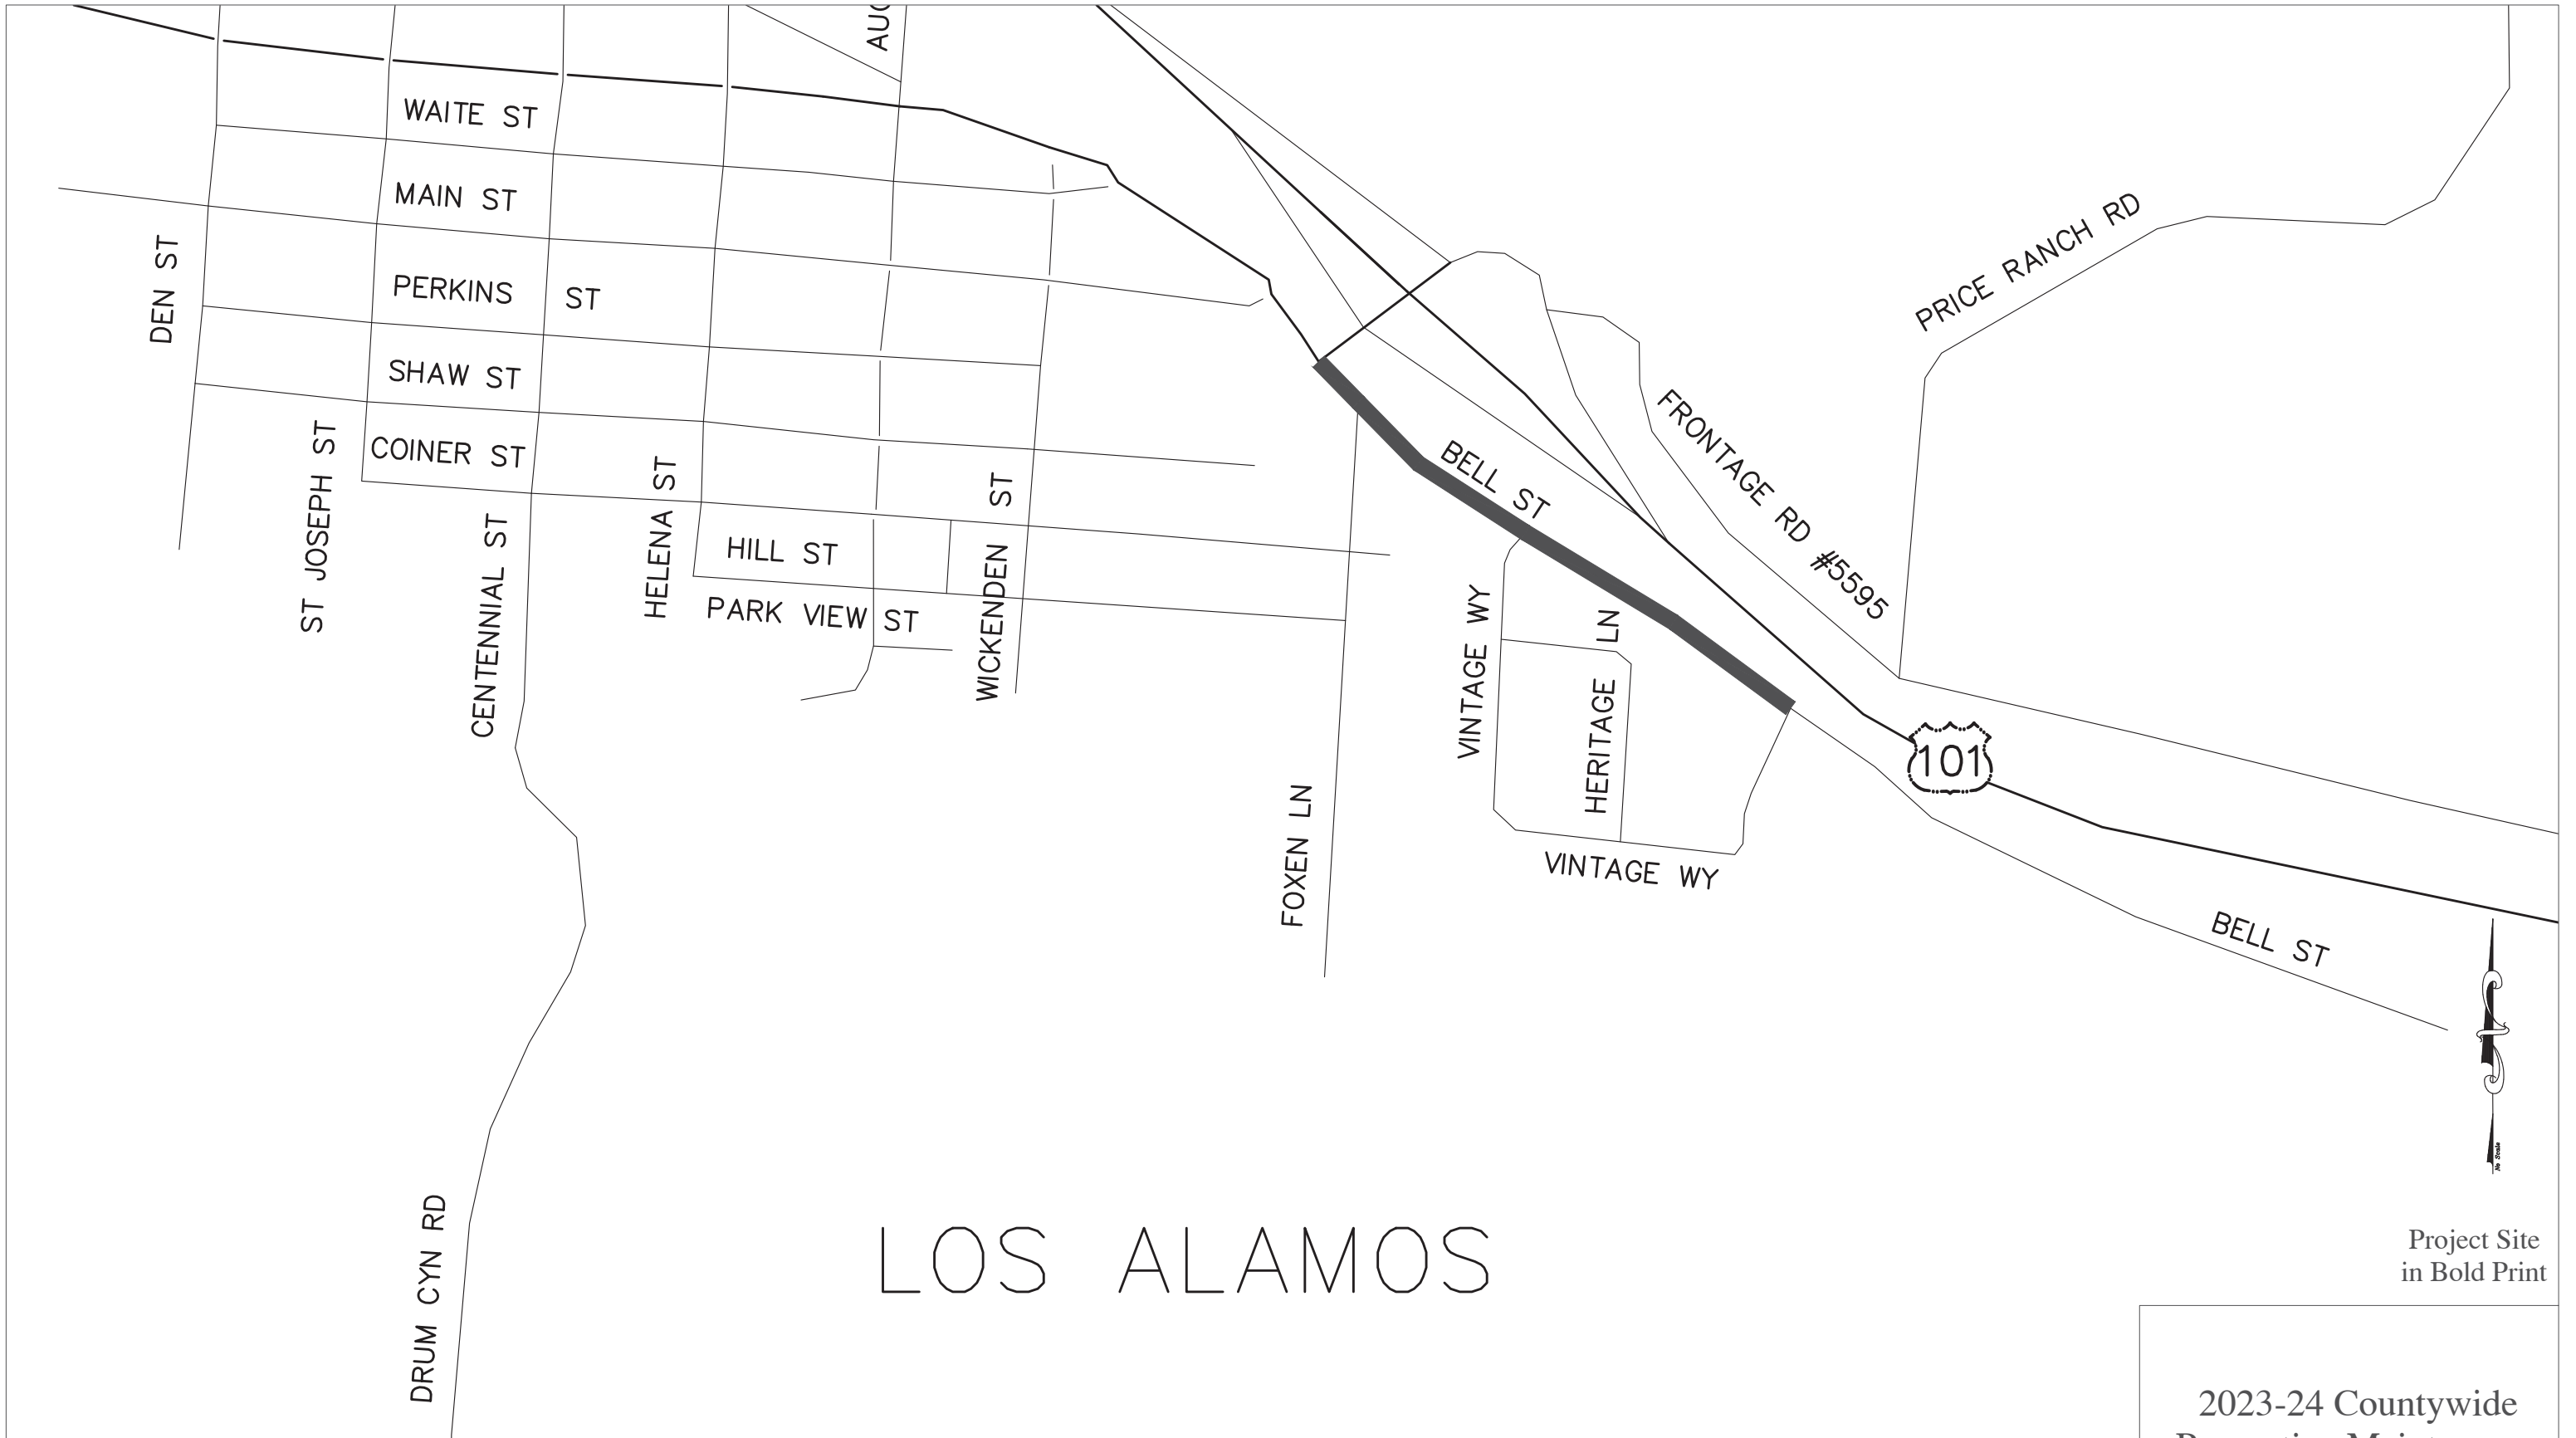 AUG
WAITE ST
MAIN ST
PERKINS ST
SHAW ST
COINER ST
HILL ST
PARK VIEW ST
DEN ST
ST JOSEPH ST
CENTENNIAL ST
HELENA ST
WICKENDEN ST
FOXEN LN
BELL ST
VINTAGE WY
HERITAGE LN
VINTAGE WY
FRONTAGE RD #5595
PRICE RANCH RD
101
BELL ST
DRUM CYN RD
LOS ALAMOS
No Scale
Project Site
in Bold Print
2023-24 Countywide